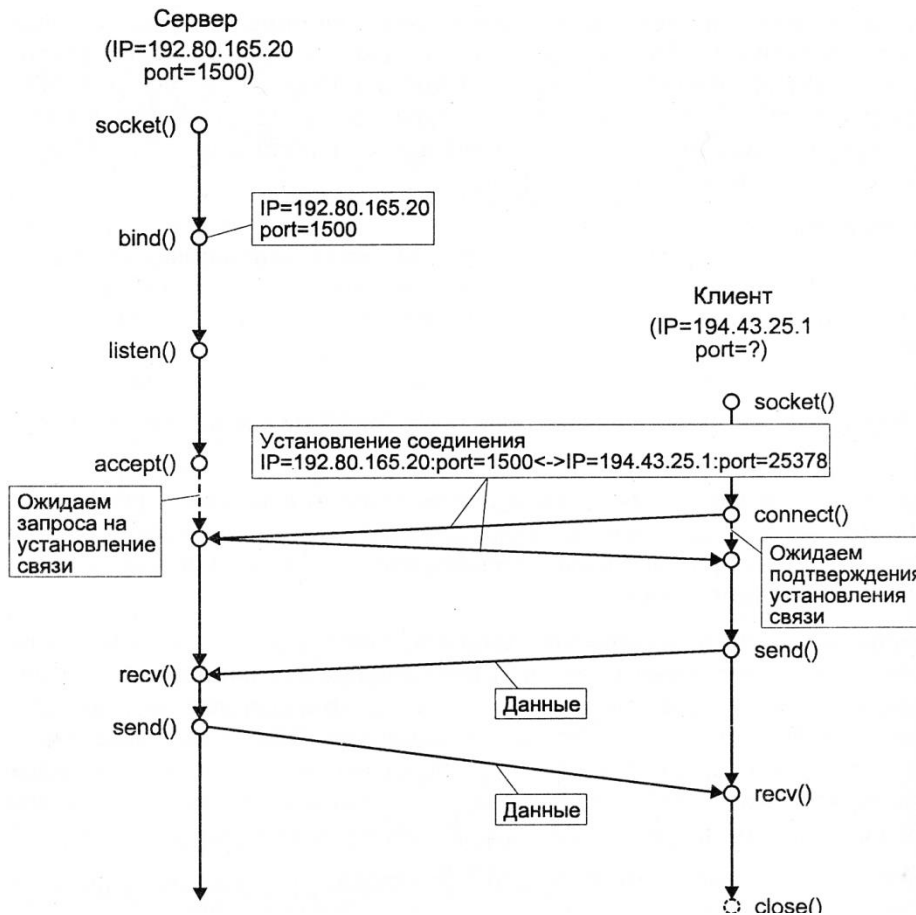 Сервер
(IP=192.80.165.20
port=1500)
socket()
IP=192.80.165.20
port=1500
bind()
Клиент
(IP=194.43.25.1
port=?)
listen()
socket()
Установление соединения
IP=192.80.165.20:port=1500<->IP=194.43.25.1:port=25378
accept()
Ожидаем
запроса на
установление
связи
connect()
Ожидаем
подтверждения
установления
связи
send()
recv()
Данные
send()
recv()
Данные
close()